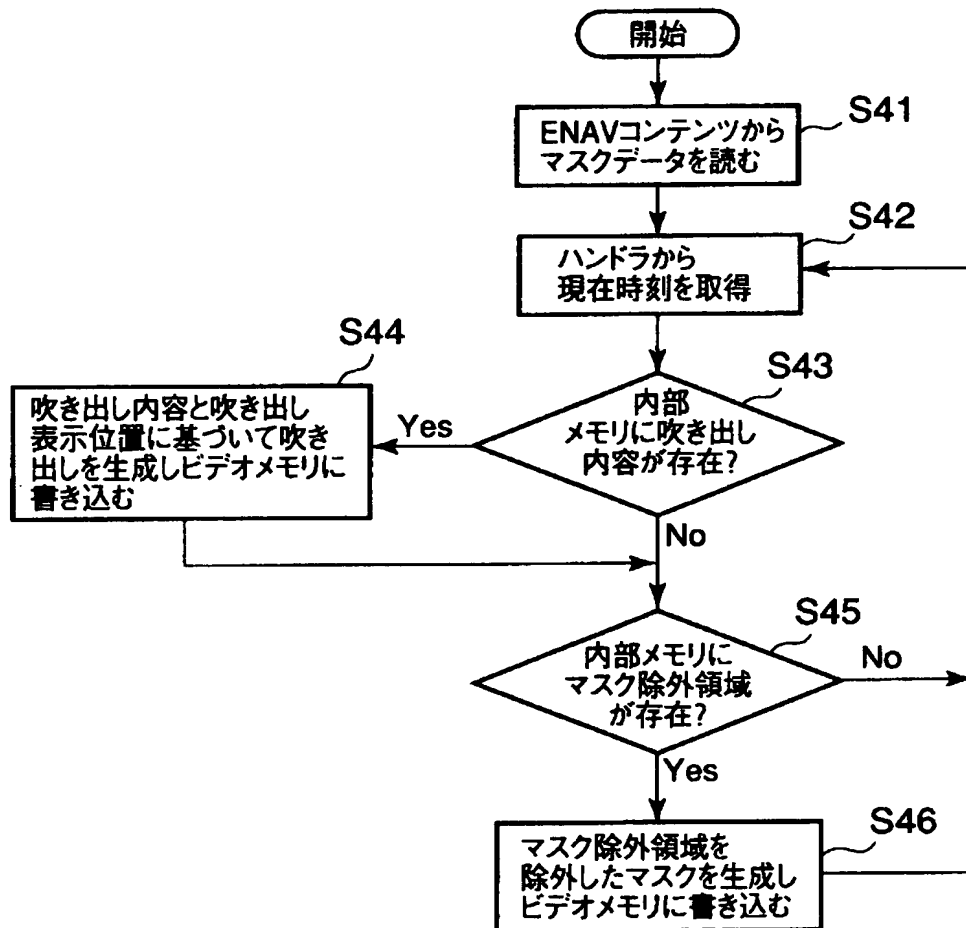 開始
S41
ENAVコンテンツから
マスクデータを読む
S42
ハンドラから
現在時刻を取得
S43
内部
メモリに吹き出し
内容が存在?
Yes
S44
吹き出し内容と吹き出し
表示位置に基づいて吹き
出しを生成しビデオメモリに
書き込む
No
S45
内部メモリに
マスク除外領域
が存在?
No
Yes
S46
マスク除外領域を
除外したマスクを生成し
ビデオメモリに書き込む